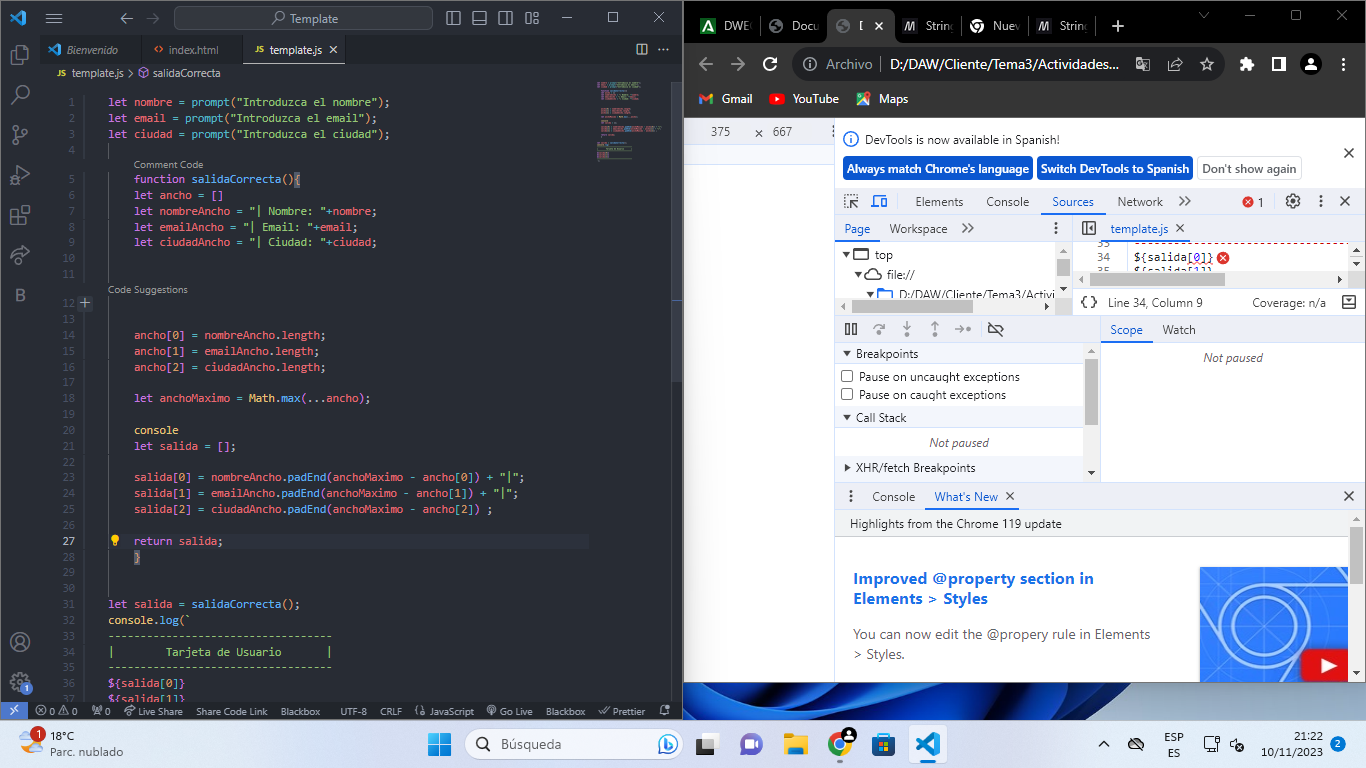 Template
Bienvenido
index.html
JS template.js
JS template.js > salidaCorrecta
1 let nombre = prompt("Introduzca el nombre");
2 let email = prompt("Introduzca el email");
3 let ciudad = prompt("Introduzca el ciudad");
4
Comment Code
5 function salidaCorrecta(){
6 let ancho = []
7 let nombreAncho = "| Nombre: "+nombre;
8 let emailAncho = "| Email: "+email;
9 let ciudadAncho = "| Ciudad: "+ciudad;
10
11
Code Suggestions
12
13
14 ancho[0] = nombreAncho.length;
15 ancho[1] = emailAncho.length;
16 ancho[2] = ciudadAncho.length;
17
18 let anchoMaximo = Math.max(...ancho);
19
20 console
21 let salida = [];
22
23 salida[0] = nombreAncho.padEnd(anchoMaximo - ancho[0]) + "|";
24 salida[1] = emailAncho.padEnd(anchoMaximo - ancho[1]) + "|";
25 salida[2] = ciudadAncho.padEnd(anchoMaximo - ancho[2]) ;
26
27 return salida;
28 }
29
30
31 let salida = salidaCorrecta();
32 console.log(`
33 -----------------------------------
34 | Tarjeta de Usuario |
35 -----------------------------------
36 ${salida[0]}
37 ${salida[1]}
0 0 0 Live Share Share Code Link Blackbox UTF-8 CRLF JavaScript Go Live Blackbox Prettier
DWE
Docu
Strin
Nuev
Strin
Archivo | D:/DAW/Cliente/Tema3/Actividades...
Gmail YouTube Maps
375 × 667
DevTools is now available in Spanish!
Always match Chrome's language
Switch DevTools to Spanish
Don't show again
Elements Console Sources Network 1
Page Workspace
template.js
top
file://
D:/DAW/Cliente/Tema3/Activi
33 -----------------------------------
34 ${salida[0]}
35 ${salida[1]}
{} Line 34, Column 9 Coverage: n/a
Scope Watch
Not paused
Breakpoints
Pause on uncaught exceptions
Pause on caught exceptions
Call Stack
Not paused
XHR/fetch Breakpoints
Console What's New
Highlights from the Chrome 119 update
Improved @property section in
Elements > Styles
You can now edit the @propery rule in Elements
> Styles.
1
1
18°C
Parc. nublado
Búsqueda
ESP
ES
21:22
10/11/2023
2